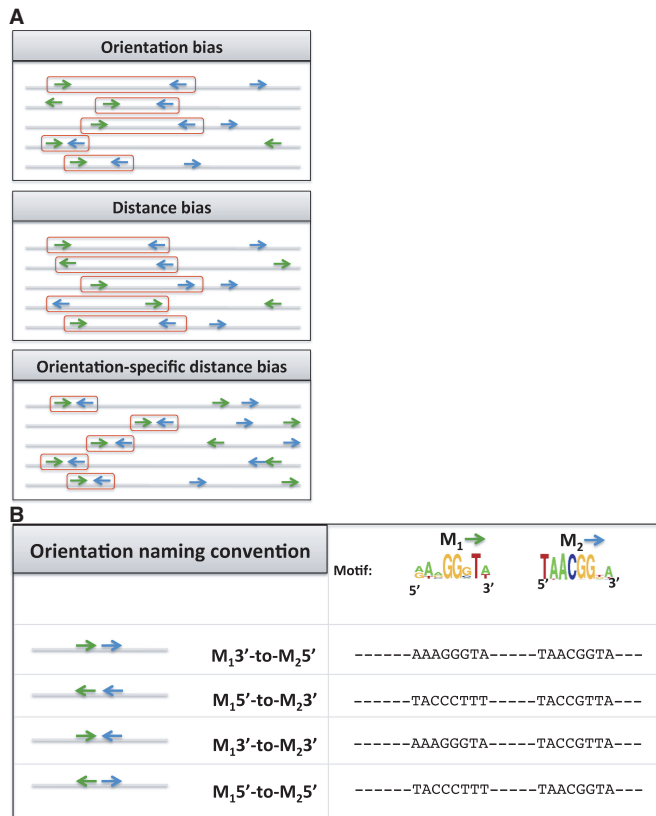 A
Orientation bias
Distance bias
Orientation-specific distance bias
B
Orientation naming convention
M₁ M₂
Motif: AAAGGGTA TAACGGTA
5' 3' 5' 3'
M₁3'-to-M₂5' ------AAAGGGTA-----TAACGGTA---
M₁5'-to-M₂3' ------TACCCTTT-----TACCGTTA---
M₁3'-to-M₂3' ------AAAGGGTA-----TACCGTTA---
M₁5'-to-M₂5' ------TACCCTTT-----TAACGGTA---